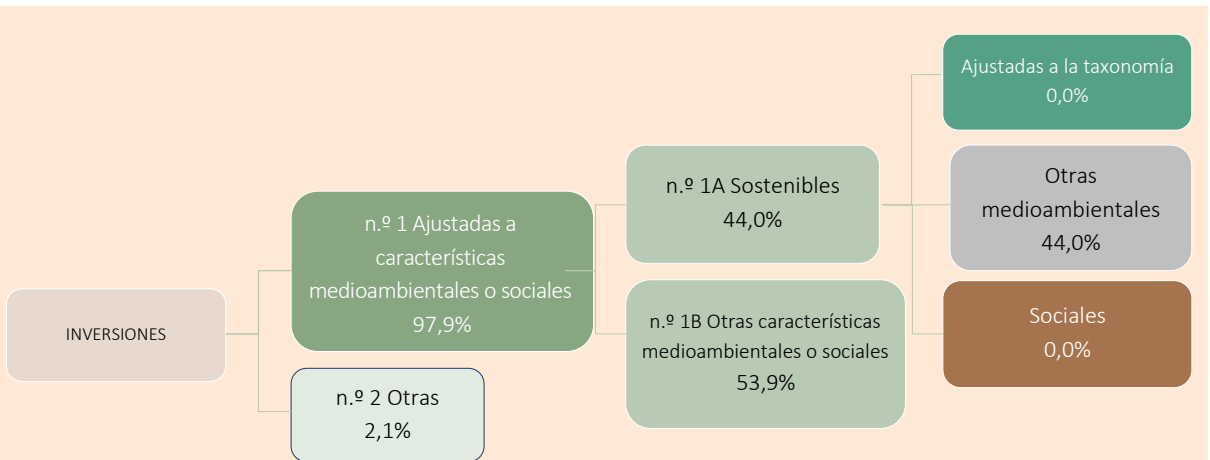 INVERSIONES
n.º 1 Ajustadas a
características
medioambientales o sociales
97,9%
n.º 2 Otras
2,1%
n.º 1A Sostenibles
44,0%
n.º 1B Otras características
medioambientales o sociales
53,9%
Ajustadas a la taxonomía
0,0%
Otras
medioambientales
44,0%
Sociales
0,0%